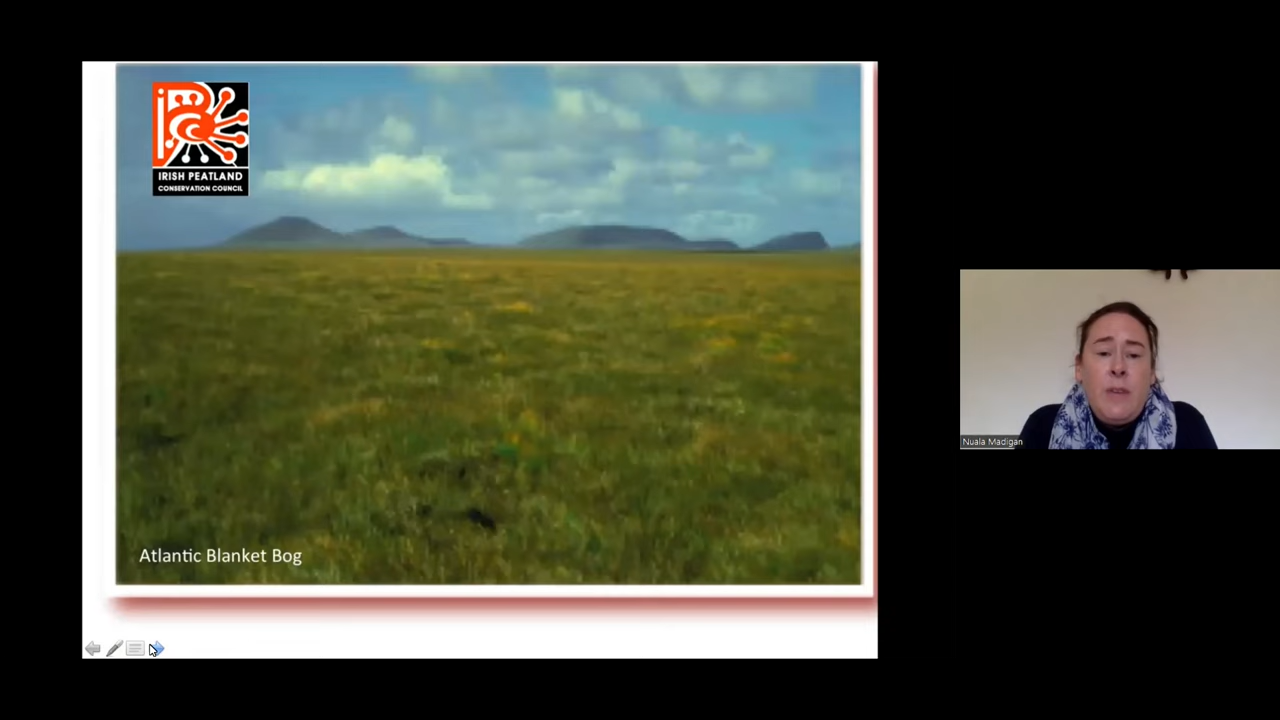 IRISH PEATLAND
CONSERVATION COUNCIL
Atlantic Blanket Bog
Nuala Madigan